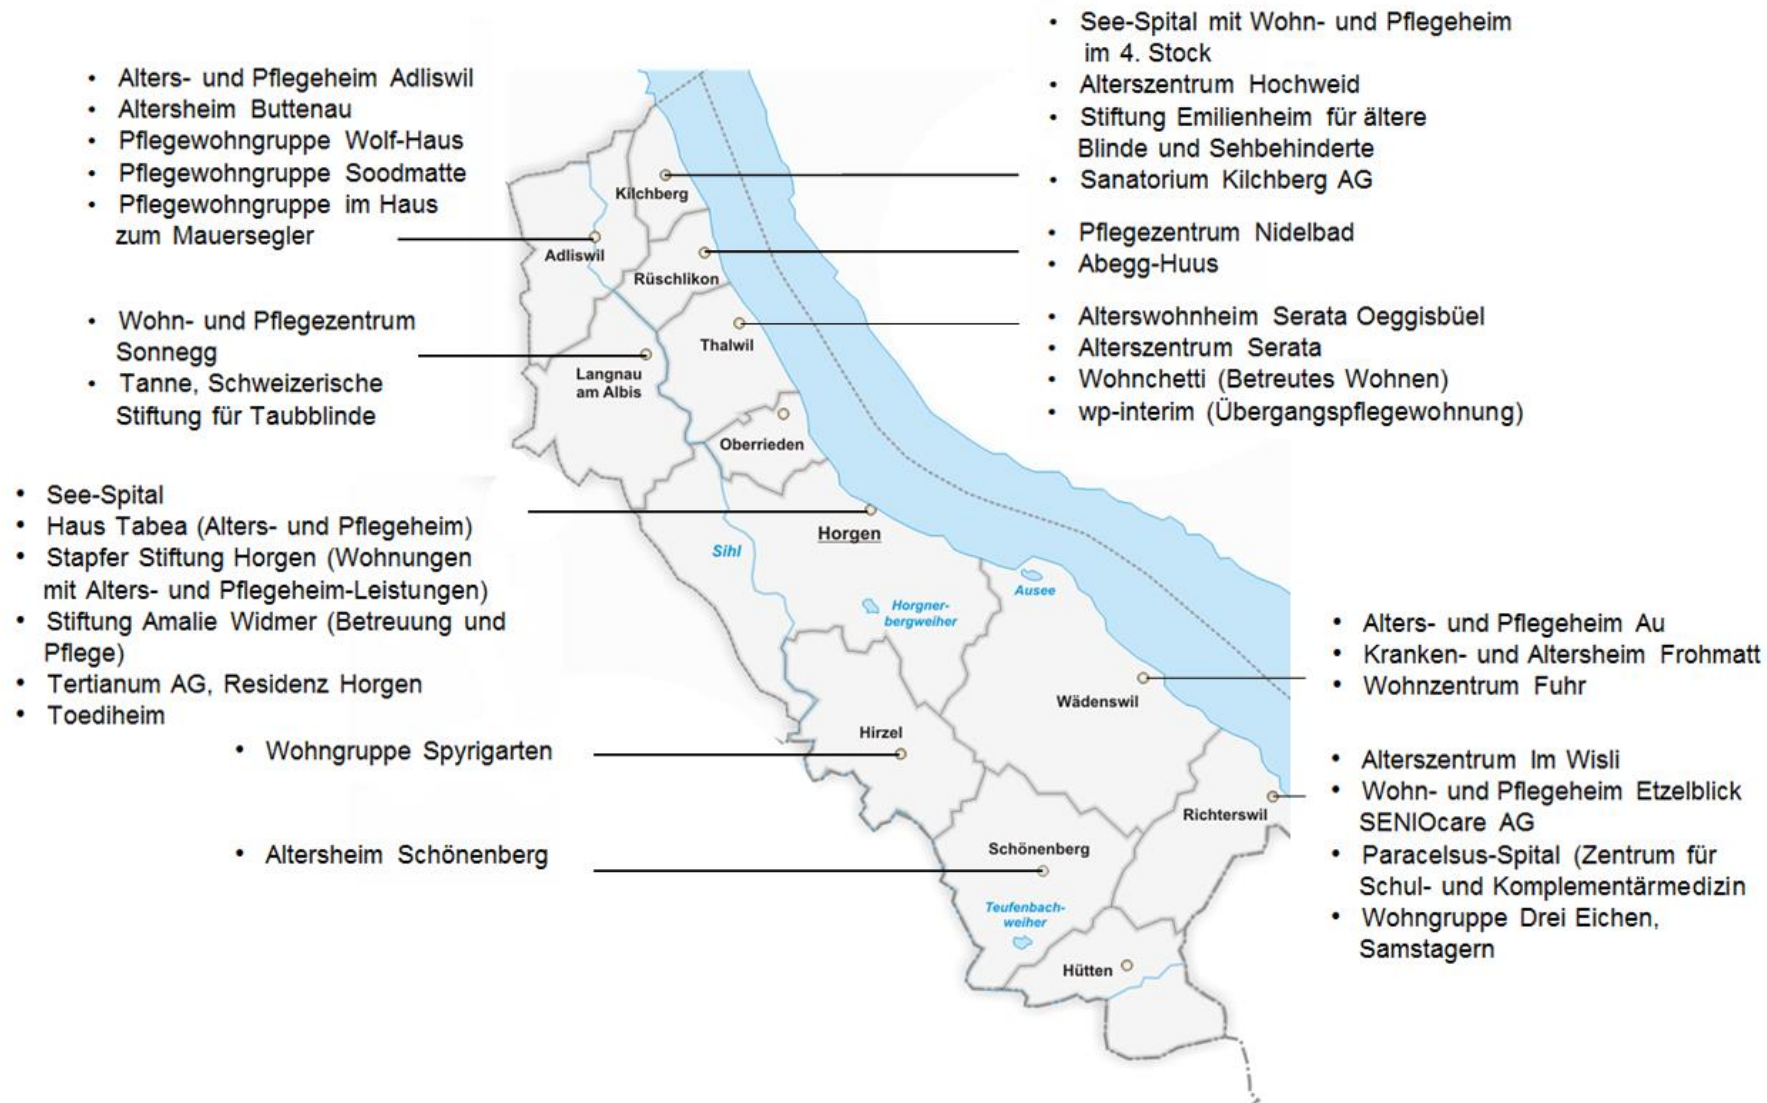 • See-Spital mit Wohn- und Pflegeheim
im 4. Stock
• Alterszentrum Hochweid
• Stiftung Emilienheim für ältere
Blinde und Sehbehinderte
• Sanatorium Kilchberg AG
• Alters- und Pflegeheim Adliswil
• Altersheim Buttenau
• Pflegewohngruppe Wolf-Haus
• Pflegewohngruppe Soodmatte
• Pflegewohngruppe im Haus
zum Mauersegler
• Pflegezentrum Nidelbad
• Abegg-Huus
• Wohn- und Pflegezentrum
Sonnegg
• Tanne, Schweizerische
Stiftung für Taubblinde
• Alterswohnheim Serata Oeggisbüel
• Alterszentrum Serata
• Wohnchetti (Betreutes Wohnen)
• wp-interim (Übergangspflegewohnung)
• See-Spital
• Haus Tabea (Alters- und Pflegeheim)
• Stapfer Stiftung Horgen (Wohnungen
mit Alters- und Pflegeheim-Leistungen)
• Stiftung Amalie Widmer (Betreuung und
Pflege)
• Tertianum AG, Residenz Horgen
• Toediheim
• Wohngruppe Spyrigarten
• Altersheim Schönenberg
• Alters- und Pflegeheim Au
• Kranken- und Altersheim Frohmatt
• Wohnzentrum Fuhr
• Alterszentrum Im Wisli
• Wohn- und Pflegeheim Etzelblick
SENIOcare AG
• Paracelsus-Spital (Zentrum für
Schul- und Komplementärmedizin
• Wohngruppe Drei Eichen,
Samstagern
Kilchberg
Adliswil
Rüschlikon
Thalwil
Langnau
am Albis
Oberrieden
Horgen
Sihl
Ausee
Horgner-
bergweiher
Wädenswil
Hirzel
Richterswil
Schönenberg
Teufenbach-
weiher
Hütten